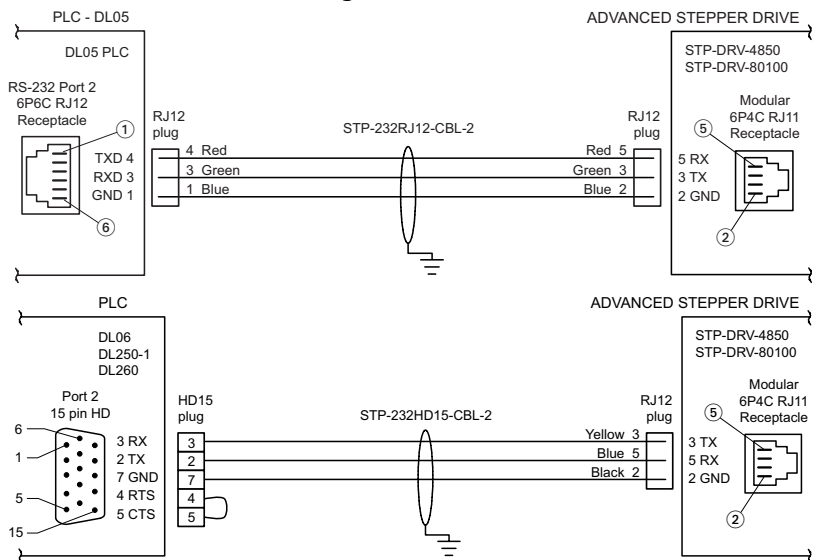 PLC - DL05
ADVANCED STEPPER DRIVE
DL05 PLC
STP-DRV-4850
STP-DRV-80100
RS-232 Port 2
6P6C RJ12
Receptacle
1
TXD 4
RXD 3
GND 1
6
RJ12
plug
4 Red
3 Green
1 Blue
STP-232RJ12-CBL-2
RJ12
plug
Red 5
Green 3
Blue 2
5 RX
3 TX
2 GND
Modular
6P4C RJ11
Receptacle
5
2
PLC
ADVANCED STEPPER DRIVE
DL06
DL250-1
DL260
STP-DRV-4850
STP-DRV-80100
Port 2
15 pin HD
6
1
5
15
3 RX
2 TX
7 GND
4 RTS
5 CTS
HD15
plug
3
2
7
4
5
STP-232HD15-CBL-2
RJ12
plug
Yellow 3
Blue 5
Black 2
3 TX
5 RX
2 GND
Modular
6P4C RJ11
Receptacle
5
2